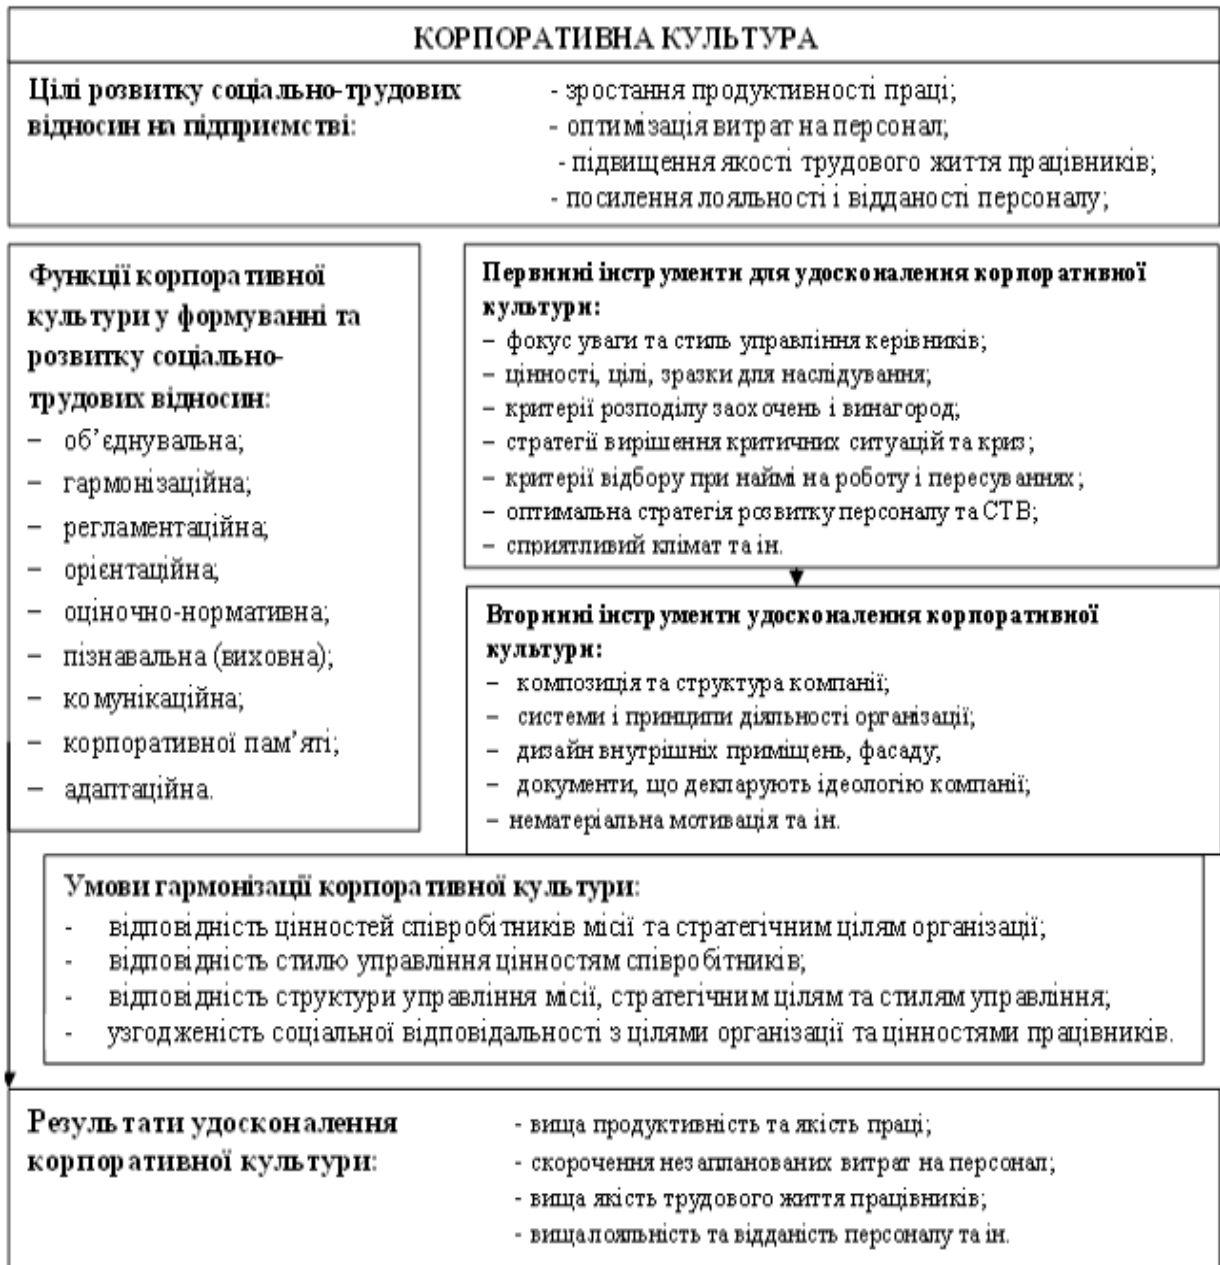 КОРПОРАТИВНА КУЛЬТУРА
Цілі розвитку соціально-трудових
відносин на підприємстві:
- зростання продуктивності праці;
- оптимізація витрат на персонал;
- підвищення якості трудового життя працівників;
- посилення лояльності і відданості персоналу;
Функції корпоративної
культури у формуванні та
розвитку соціально-
трудових відносин:
– об’єднувальна;
– гармонізаційна;
– регламентаційна;
– орієнтаційна;
– оціночно-нормативна;
– пізнавальна (виховна);
– комунікаційна;
– корпоративної пам’яті;
– адаптаційна.
Первинні інструменти для удосконалення корпоративної
культури:
– фокус уваги та стиль управління керівників;
– цінності, цілі, зразки для наслідування;
– критерії розподілу заохочень і винагород;
– стратегії вирішення критичних ситуацій та криз;
– критерії відбору при наймі на роботу і пересуваннях;
– оптимальна стратегія розвитку персоналу та СТВ;
– сприятливий клімат та ін.
Вторинні інструменти удосконалення корпоративної
культури:
– композиція та структура компанії;
– системи і принципи діяльності організації;
– дизайн внутрішніх приміщень, фасаду;
– документи, що декларують ідеологію компанії;
– нематеріальна мотивація та ін.
Умови гармонізації корпоративної культури:
- відповідність цінностей співробітників місії та стратегічним цілям організації;
- відповідність стилю управління цінностям співробітників;
- відповідність структури управління місії, стратегічним цілям та стилям управління;
- узгодженість соціальної відповідальності з цілями організації та цінностями працівників.
Результати удосконалення
корпоративної культури:
- вища продуктивність та якість праці;
- скорочення незапланованих витрат на персонал;
- вища якість трудового життя працівників;
- вища лояльність та відданість персоналу та ін.